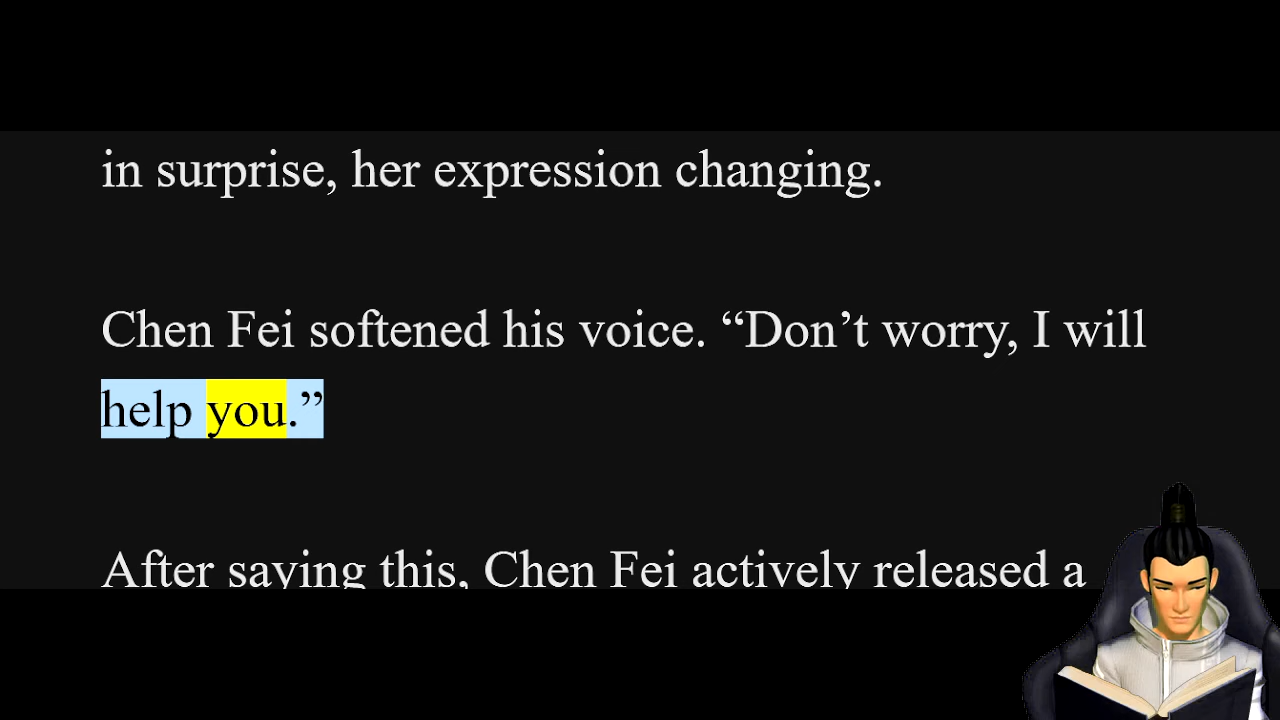 in surprise, her expression changing.
Chen Fei softened his voice. “Don’t worry, I will
help you.”
After saying this, Chen Fei actively released a